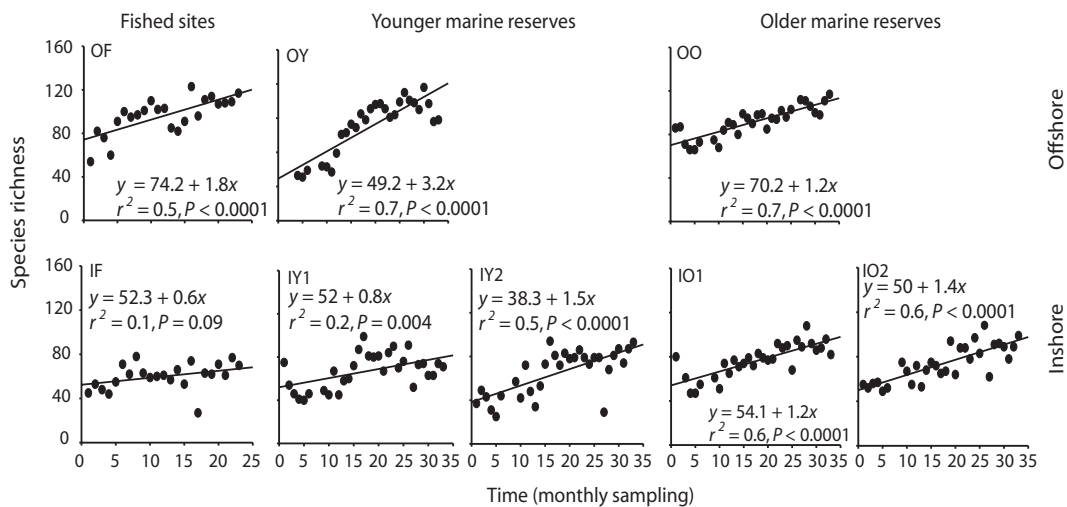 Fished sites
Younger marine reserves
Older marine reserves
Species richness
Offshore
Inshore
160
120
80
40
0
OF
y = 74.2 + 1.8x
r² = 0.5, P < 0.0001
OY
y = 49.2 + 3.2x
r² = 0.7, P < 0.0001
OO
y = 70.2 + 1.2x
r² = 0.7, P < 0.0001
160
120
80
40
0
IF
y = 52.3 + 0.6x
r² = 0.1, P = 0.09
0 5 10 15 20 25
IY1
y = 52 + 0.8x
r² = 0.2, P = 0.004
0 5 10 15 20 25 30 35
IY2
y = 38.3 + 1.5x
r² = 0.5, P < 0.0001
0 5 10 15 20 25 30 35
IO1
y = 54.1 + 1.2x
r² = 0.6, P < 0.0001
0 5 10 15 20 25 30 35
IO2
y = 50 + 1.4x
r² = 0.6, P < 0.0001
0 5 10 15 20 25 30 35
Time (monthly sampling)